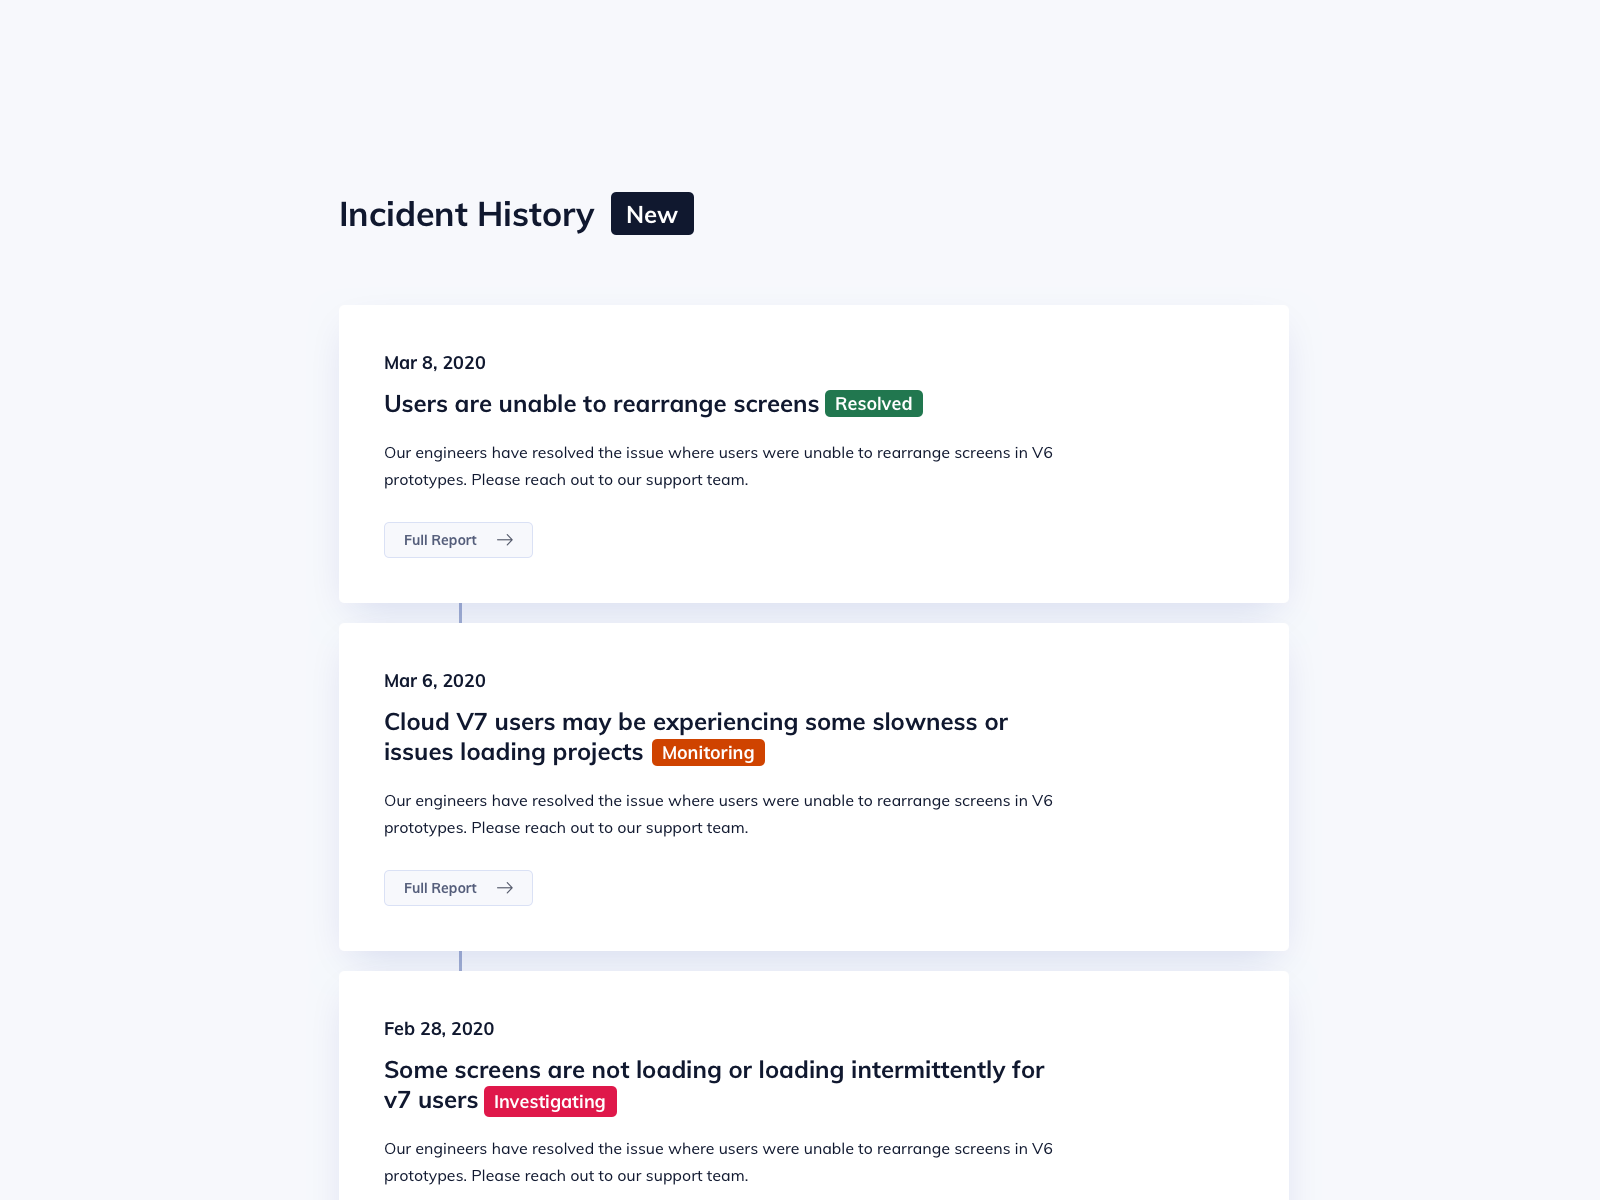 Incident History New
Mar 8, 2020
Users are unable to rearrange screens Resolved
Our engineers have resolved the issue where users were unable to rearrange screens in V6
prototypes. Please reach out to our support team.
Full Report
Mar 6, 2020
Cloud V7 users may be experiencing some slowness or
issues loading projects Monitoring
Our engineers have resolved the issue where users were unable to rearrange screens in V6
prototypes. Please reach out to our support team.
Full Report
Feb 28, 2020
Some screens are not loading or loading intermittently for
v7 users Investigating
Our engineers have resolved the issue where users were unable to rearrange screens in V6
prototypes. Please reach out to our support team.